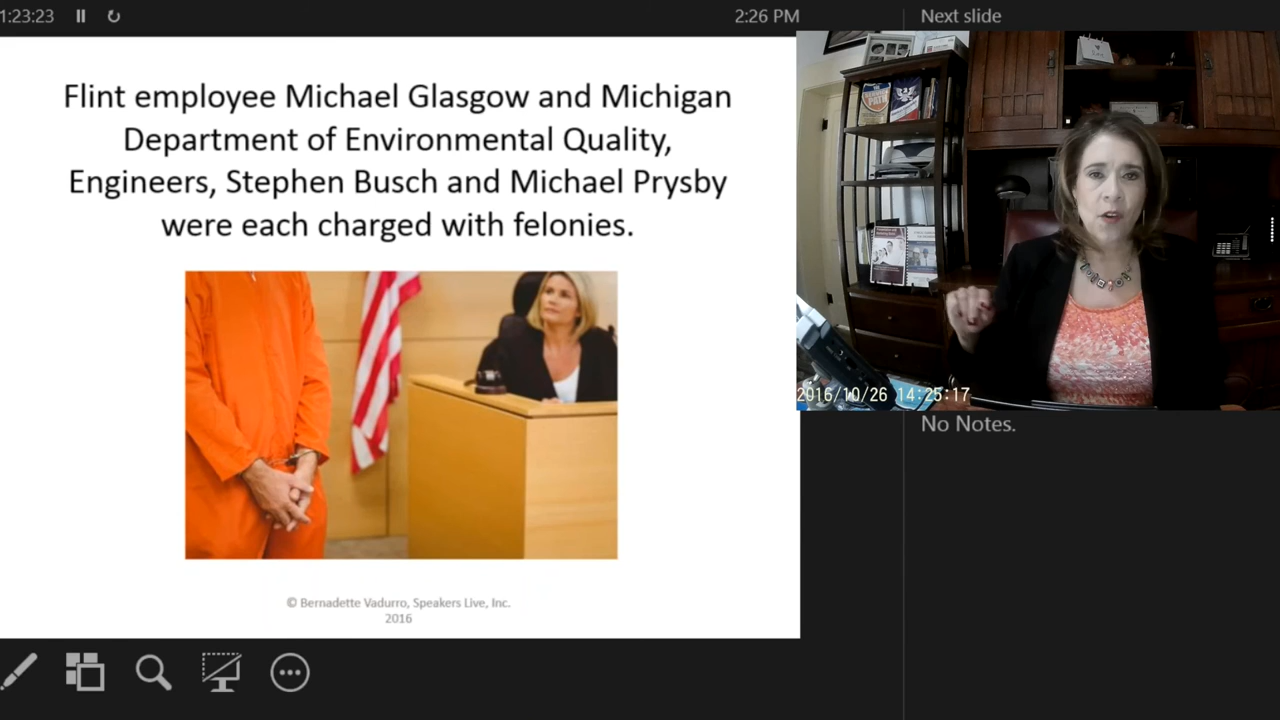 1:23:23
2:26 PM
Next slide
Flint employee Michael Glasgow and Michigan
Department of Environmental Quality,
Engineers, Stephen Busch and Michael Prysby
were each charged with felonies.
© Bernadette Vadurro, Speakers Live, Inc.
2016
SERVICE
PATH
2016/10/26 14:25:17
No Notes.